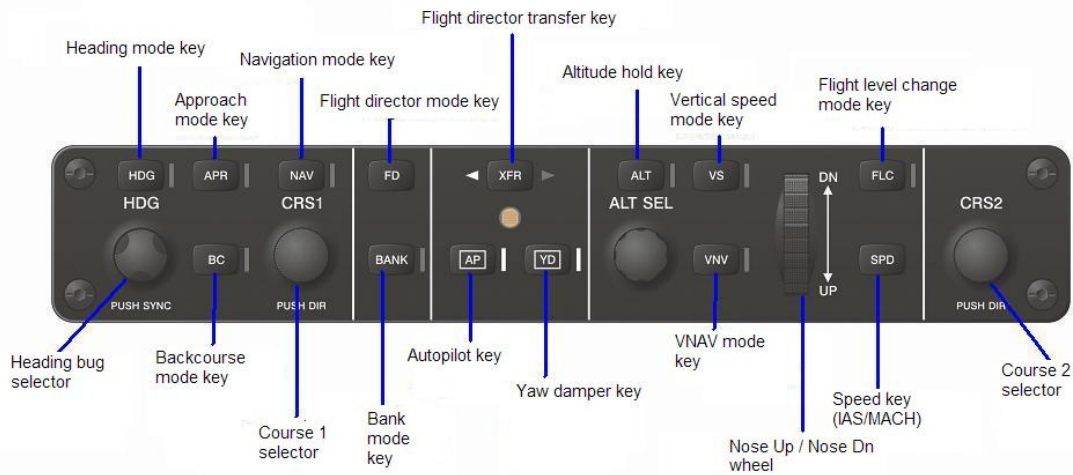 Flight director transfer key
Heading mode key
Navigation mode key
Altitude hold key
Approach
mode key
Flight director mode key
Vertical speed
mode key
Flight level change
mode key
HDG
APR
NAV
FD
XFR
ALT
VS
DN
FLC
HDG
CRS1
ALT SEL
CRS2
BC
BANK
AP
YD
VNV
SPD
UP
PUSH SYNC
PUSH DIR
PUSH DIR
Heading bug
selector
Backcourse
mode key
Course 1
selector
Bank
mode
key
Autopilot key
Yaw damper key
VNAV mode
key
Nose Up / Nose Dn
wheel
Speed key
(IAS/MACH)
Course 2
selector